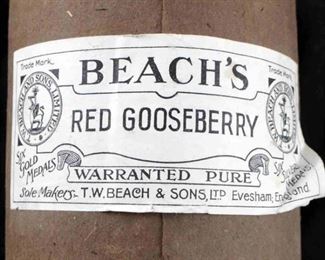 Trade Mark
Trade Mark
BEACH'S
RED GOOSEBERRY
SIX GOLD MEDALS
WARRANTED PURE
Sole Makers:- T.W. BEACH & SONS, LTD Evesham, England